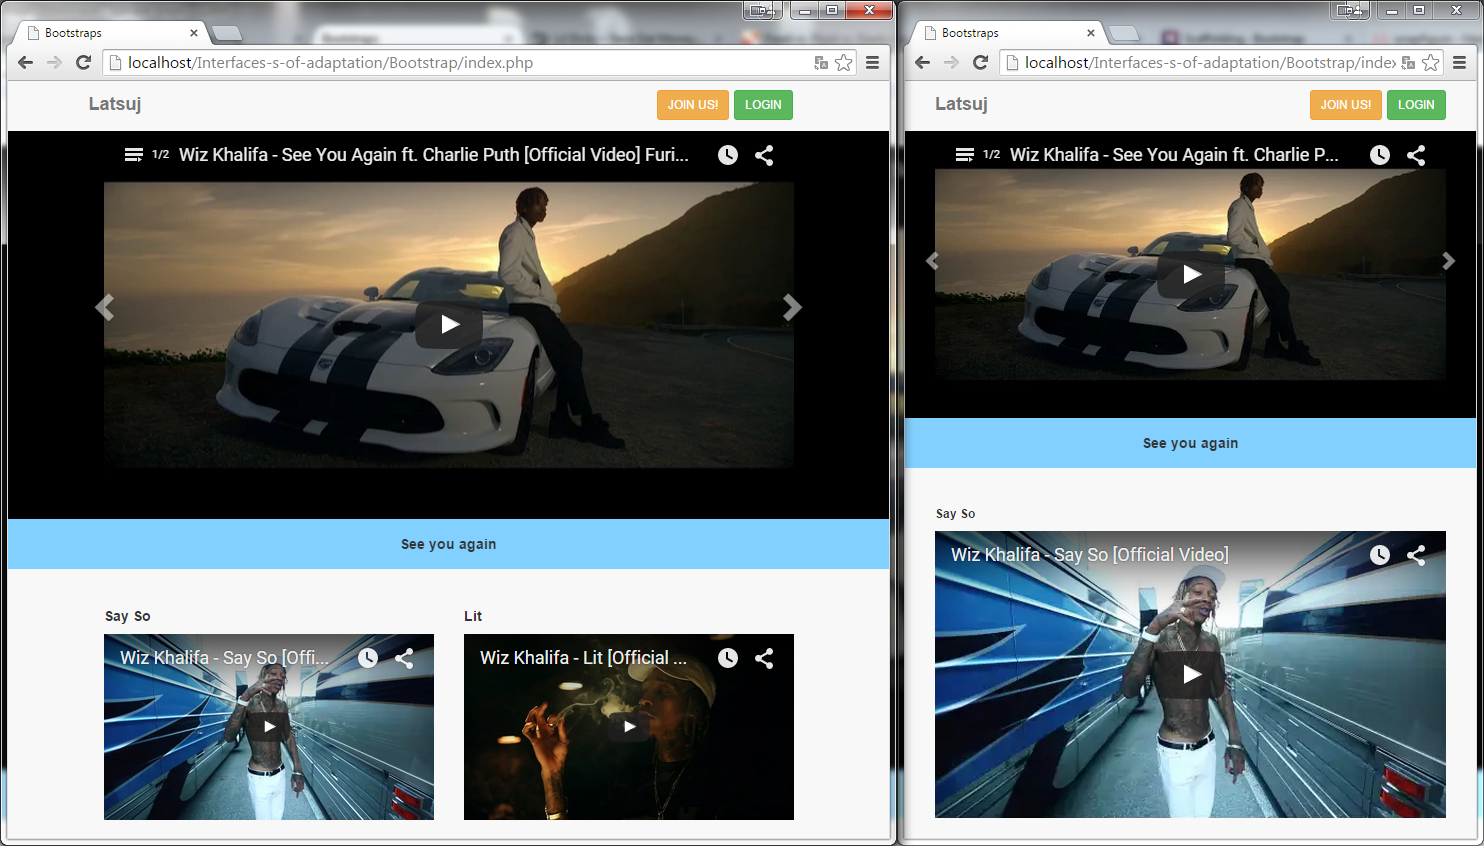 Bootstraps
localhost/Interfaces-s-of-adaptation/Bootstrap/index.php
Latsuj
JOIN US!
LOGIN
1/2 Wiz Khalifa - See You Again ft. Charlie Puth [Official Video] Furi...
See you again
Say So
Lit
Wiz Khalifa - Say So [Offi...
Wiz Khalifa - Lit [Official ...
Bootstraps
localhost/Interfaces-s-of-adaptation/Bootstrap/index
Latsuj
JOIN US!
LOGIN
1/2 Wiz Khalifa - See You Again ft. Charlie P...
See you again
Say So
Wiz Khalifa - Say So [Official Video]